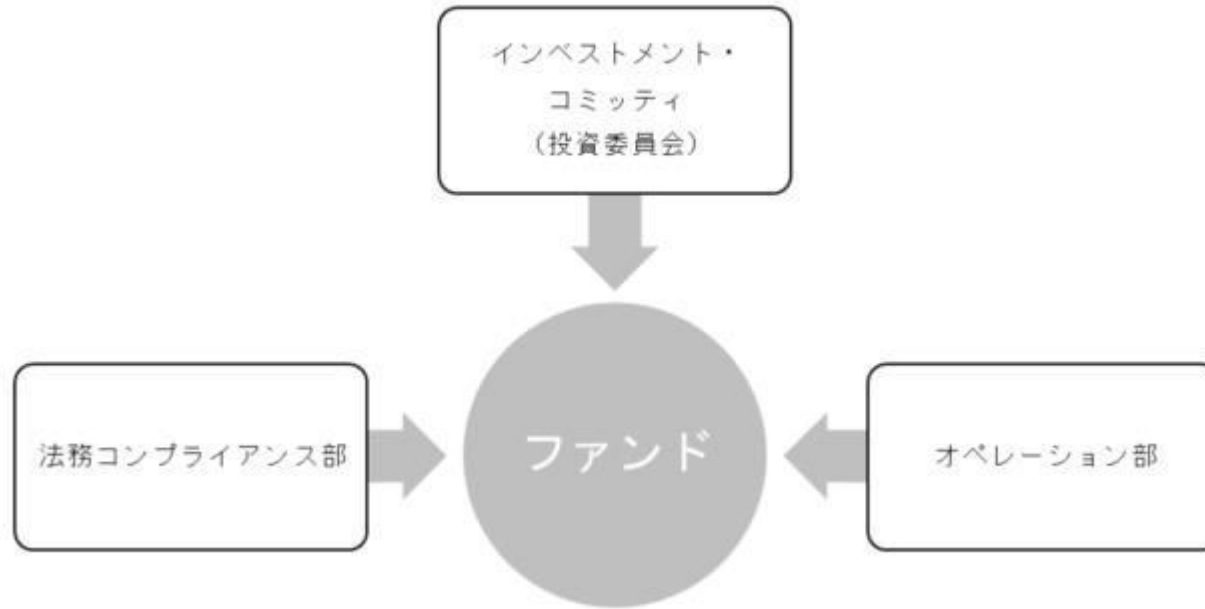 インベストメント・
コミッティ
（投資委員会）
法務コンプライアンス部
ファンド
オペレーション部